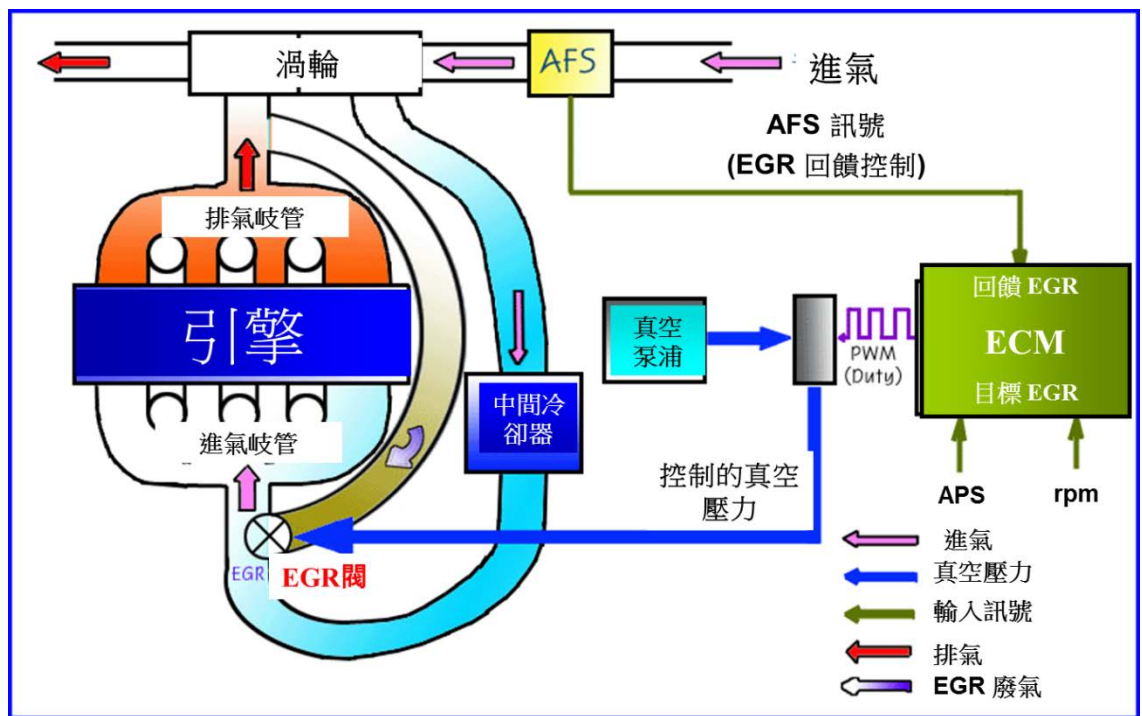 渦輪
AFS
進氣
AFS 訊號
(EGR 回饋控制)
排氣岐管
引擎
進氣岐管
EGR
EGR閥
中間冷
卻器
真空
泵浦
PWM
(Duty)
回饋 EGR
ECM
目標 EGR
控制的真空
壓力
APS
rpm
進氣
真空壓力
輸入訊號
排氣
EGR 廢氣